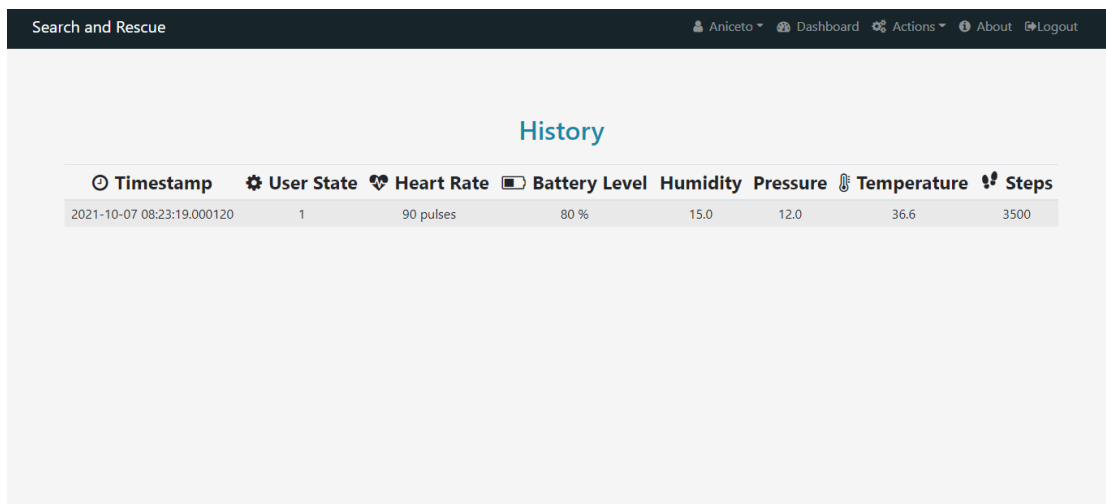 Search and Rescue Aniceto Dashboard Actions About Logout
History
Timestamp User State Heart Rate Battery Level Humidity Pressure Temperature Steps
2021-10-07 08:23:19.000120 1 90 pulses 80 % 15.0 12.0 36.6 3500